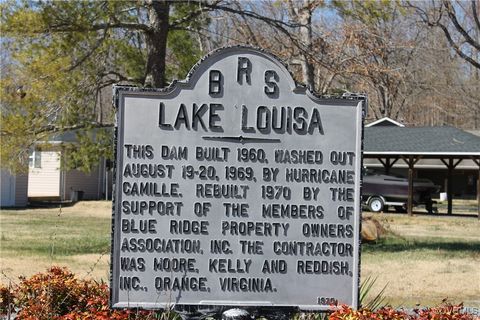 B R S
LAKE LOUISA
THIS DAM BUILT 1960, WASHED OUT
AUGUST 19-20, 1969, BY HURRICANE
CAMILLE. REBUILT 1970 BY THE
SUPPORT OF THE MEMBERS OF
BLUE RIDGE PROPERTY OWNERS
ASSOCIATION, INC. THE CONTRACTOR
WAS MOORE, KELLY AND REDDISH,
INC., ORANGE, VIRGINIA.